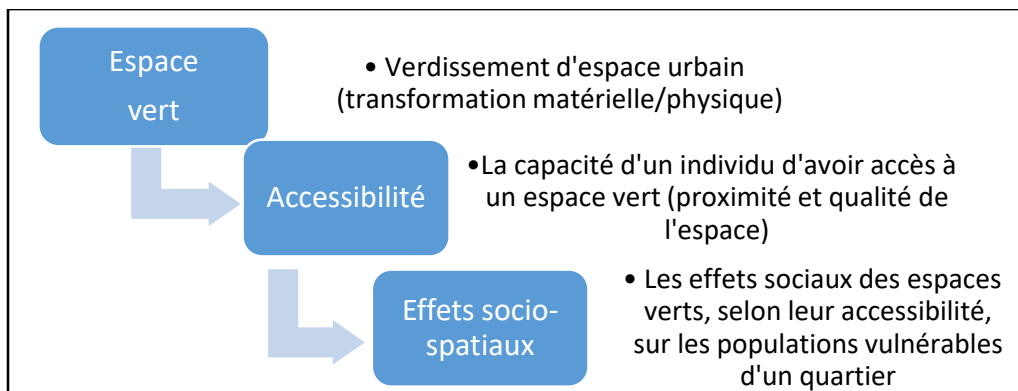 Espace
vert
• Verdissement d'espace urbain
(transformation matérielle/physique)
Accessibilité
•La capacité d'un individu d'avoir accès à
un espace vert (proximité et qualité de
l'espace)
Effets socio-
spatiaux
• Les effets sociaux des espaces
verts, selon leur accessibilité,
sur les populations vulnérables
d'un quartier